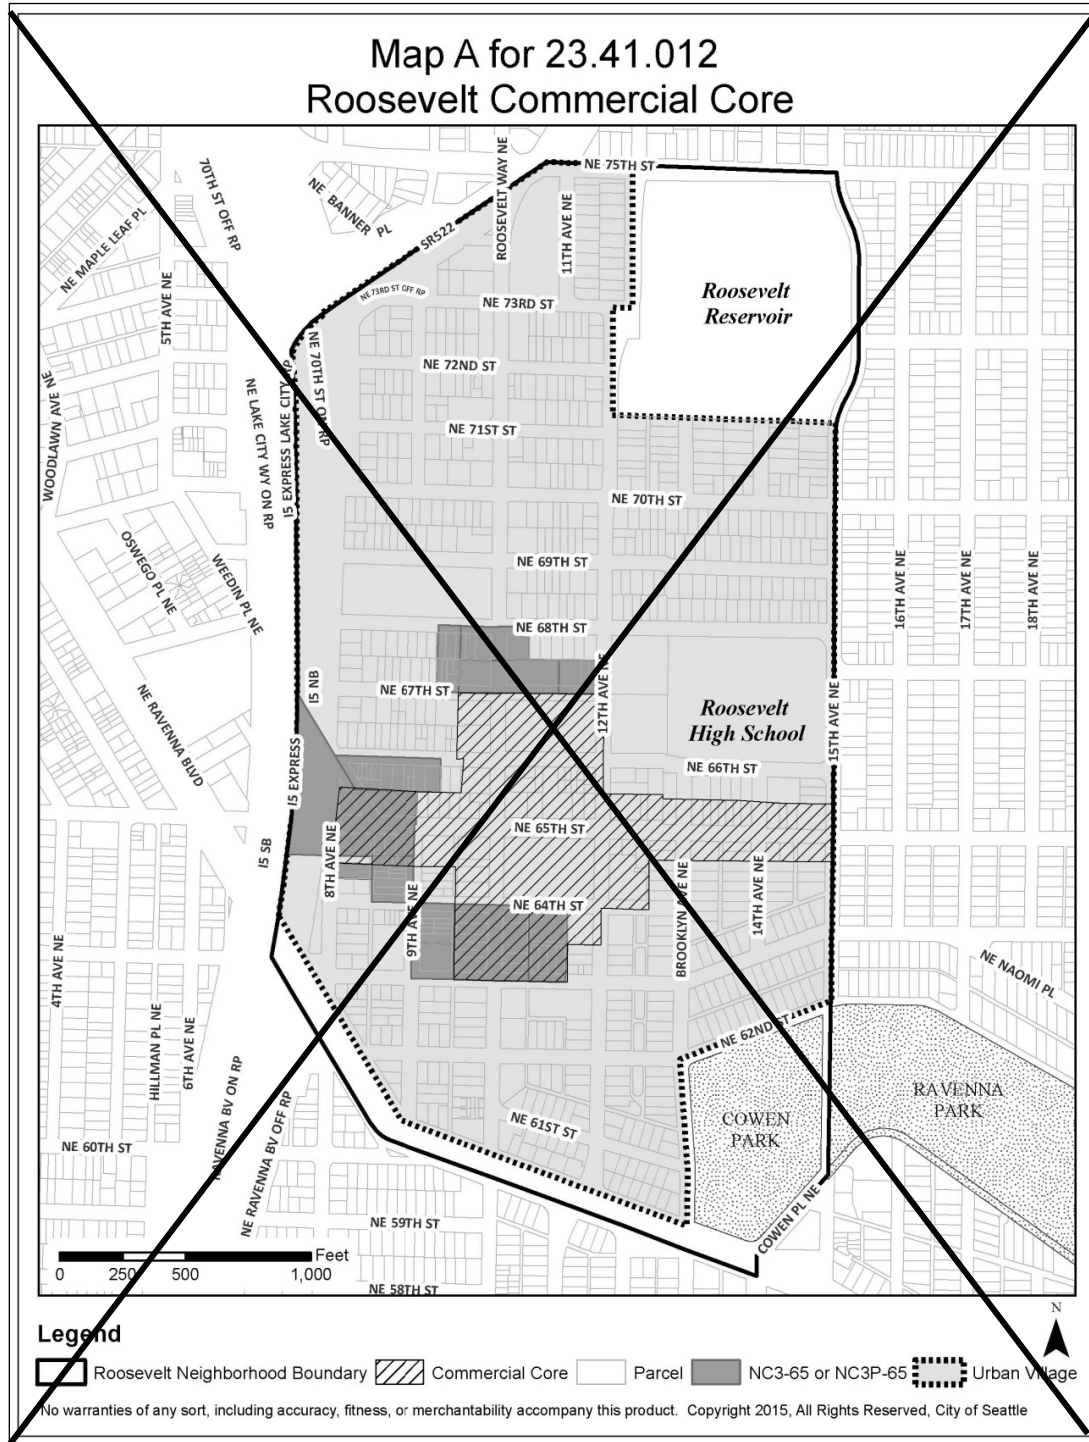 Map A for 23.41.012
Roosevelt Commercial Core
NE 75TH ST
70TH ST OFF RP
NE BANNER PL
ROOSEVELT WAY NE
SR522
11TH AVE NE
NE MAPLE LEAF PL
5TH AVE NE
NE 73RD ST OFF RP
NE 73RD ST
Roosevelt
Reservoir
NE 72ND ST
NE 70TH ST ON RP
WOODLAWN AVE NE
NE LAKE CITY WY ON RP
I5 EXPRESS LAKE CITY RP
NE 71ST ST
NE 70TH ST
OSWEGO PL NE
WEEDIN PL NE
NE 69TH ST
16TH AVE NE
17TH AVE NE
18TH AVE NE
NE 68TH ST
NE 67TH ST
I5 NB
12TH AVE NE
Roosevelt
High School
15TH AVE NE
NE RAVENNA BLVD
I5 EXPRESS
NE 66TH ST
NE 65TH ST
I5 SB
8TH AVE NE
9TH AVE NE
NE 64TH ST
BROOKLYN AVE NE
14TH AVE NE
4TH AVE NE
HILLMAN PL NE
6TH AVE NE
NE NAOMI PL
NE 62ND ST
RAVENNA
PARK
COWEN
PARK
NE 61ST ST
RAVENNA BV ON RP
NE RAVENNA BV OFF RP
NE 60TH ST
NE 59TH ST
COWEN PL NE
Feet
0 250 500 1,000
NE 58TH ST
N
Legend
Roosevelt Neighborhood Boundary Commercial Core Parcel NC3-65 or NC3P-65 Urban Village
No warranties of any sort, including accuracy, fitness, or merchantability accompany this product. Copyright 2015, All Rights Reserved, City of Seattle